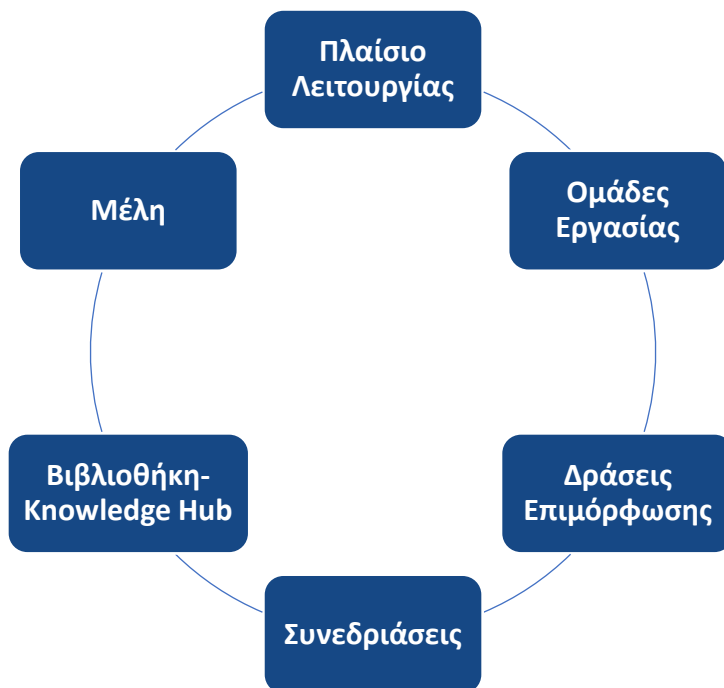 Πλαίσιο
Λειτουργίας
Ομάδες
Εργασίας
Δράσεις
Επιμόρφωσης
Συνεδριάσεις
Βιβλιοθήκη-
Knowledge Hub
Μέλη